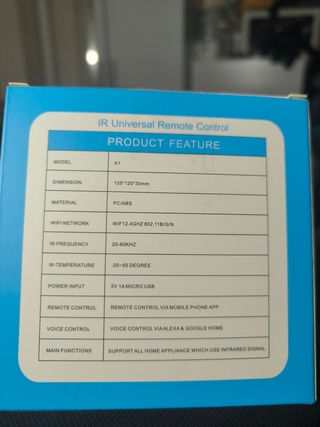 IR Universal Remote Control
PRODUCT FEATURE
MODEL A1
DIMENSION 125*125*30mm
MATERIAL PC/ABS
WIFI NETWORK WIF12.4GHZ 802.11B/G/N
IR FREQUENCY 20-60KHZ
W-TEMPERATURE -20~55 DEGREE
POWER INPUT 5V 1A MICRO USB
REMOTE CONTROL REMOTE CONTROL VIA MOBILE PHONE APP
VOICE CONTROL VOICE CONTROL VIA ALEXA & GOOGLE HOME
MAIN FUNCTIONS SUPPORT ALL HOME APPLIANCE WHICH USE INFRARED SIGNAL